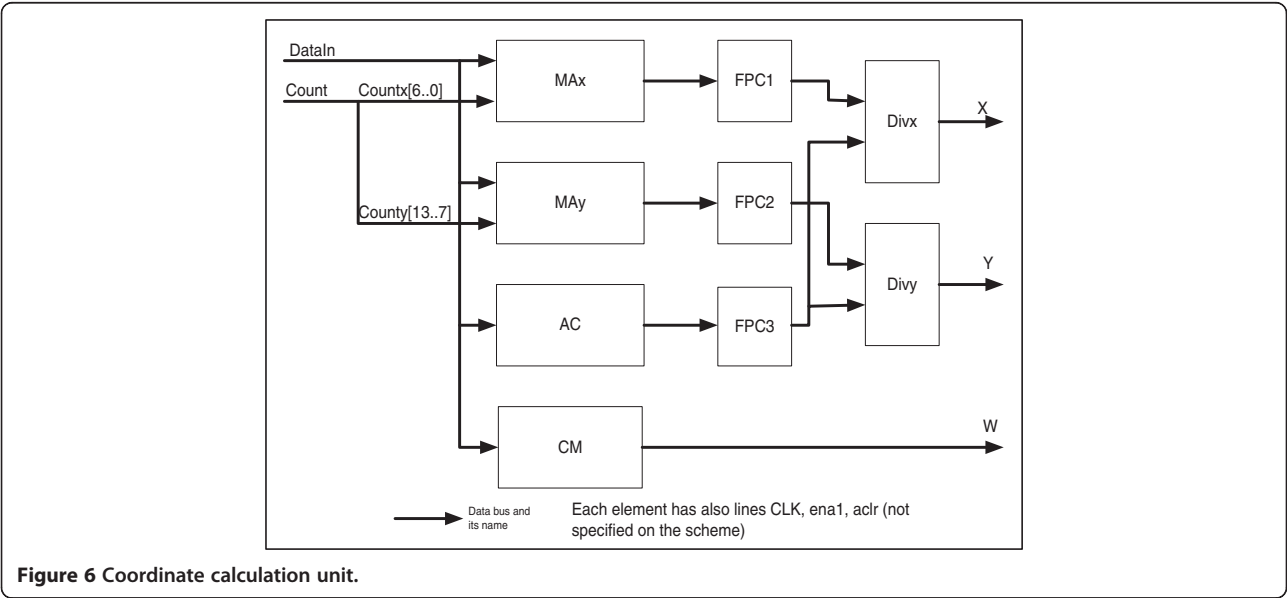 DataIn
Count
Countx[6..0]
County[13..7]
MAx
FPC1
Divx
X
MAy
FPC2
Divy
Y
AC
FPC3
CM
W
Data bus and
its name
Each element has also lines CLK, ena1, aclr (not
specified on the scheme)
Figure 6 Coordinate calculation unit.